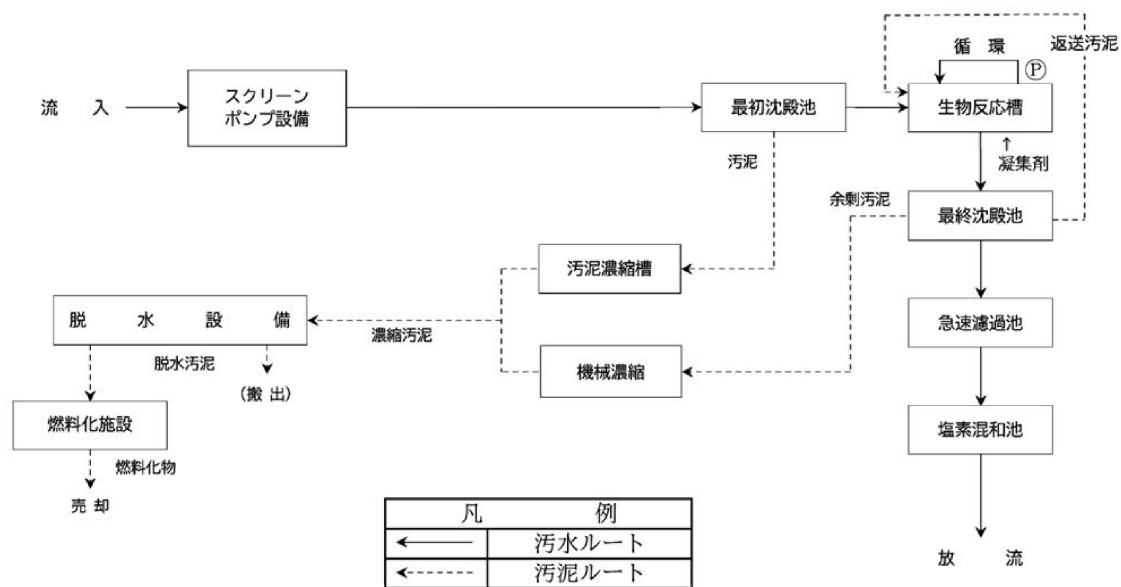 循 環
返送汚泥
Ⓟ
流 入
スクリーン
ポンプ設備
最初沈殿池
生物反応槽
汚泥
↑
凝集剤
余剰汚泥
最終沈殿池
汚泥濃縮槽
脱 水 設 備
濃縮汚泥
急速濾過池
脱水汚泥
機械濃縮
(搬 出)
燃料化施設
塩素混和池
燃料化物
売 却
凡 例
汚水ルート
汚泥ルート
放 流